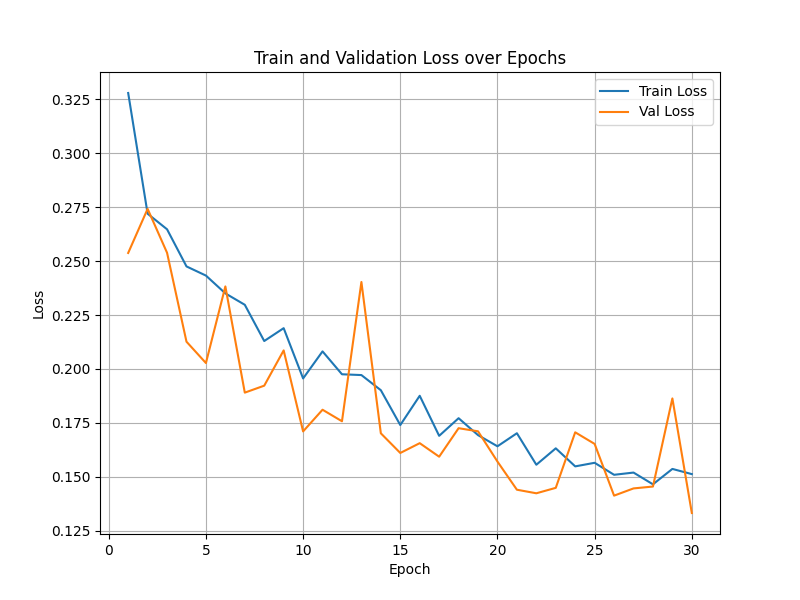 Train and Validation Loss over Epochs
Train Loss
Val Loss
0.325
0.300
0.275
0.250
0.225
0.200
0.175
0.150
0.125
Loss
0 5 10 15 20 25 30
Epoch